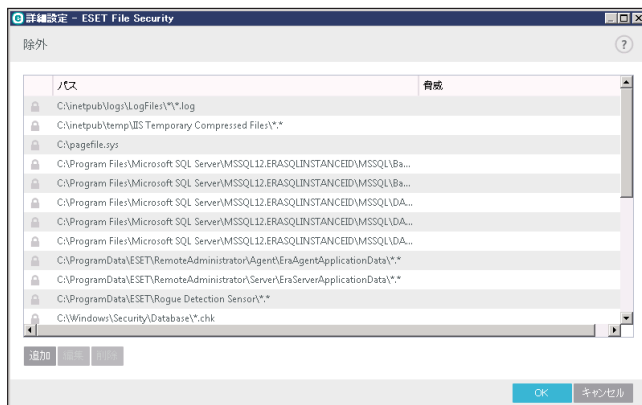 詳細設定 - ESET File Security
除外
?
パス 脅威
C:\inetpub\logs\LogFiles\*\*.log
C:\inetpub\temp\IIS Temporary Compressed Files\*.*
C:\pagefile.sys
C:\Program Files\Microsoft SQL Server\MSSQL12.ERASQLINSTANCEID\MSSQL\Ba...
C:\Program Files\Microsoft SQL Server\MSSQL12.ERASQLINSTANCEID\MSSQL\Ba...
C:\Program Files\Microsoft SQL Server\MSSQL12.ERASQLINSTANCEID\MSSQL\DA...
C:\Program Files\Microsoft SQL Server\MSSQL12.ERASQLINSTANCEID\MSSQL\DA...
C:\Program Files\Microsoft SQL Server\MSSQL12.ERASQLINSTANCEID\MSSQL\DA...
C:\ProgramData\ESET\RemoteAdministrator\Agent\EraAgentApplicationData\*.*
C:\ProgramData\ESET\RemoteAdministrator\Server\EraServerApplicationData\*.*
C:\ProgramData\ESET\Rogue Detection Sensor\*.*
C:\Windows\Security\Database\*.chk
追加 編集 削除
OK キャンセル